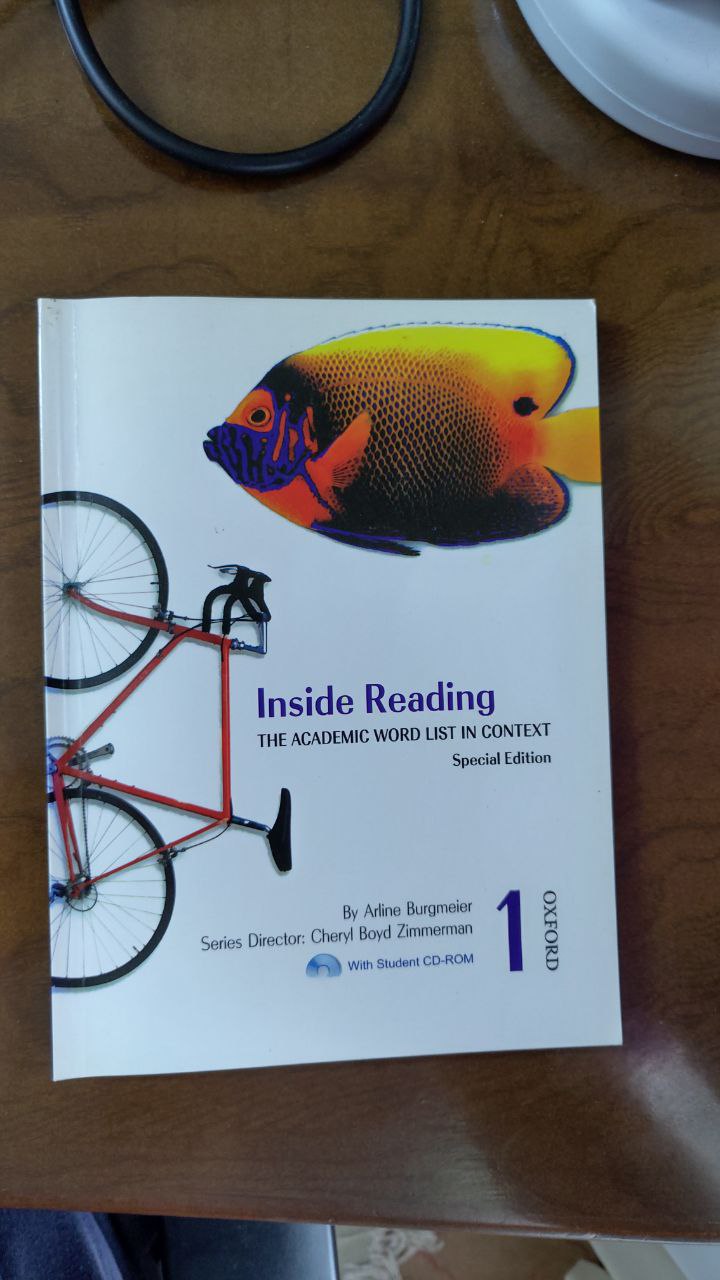 Inside Reading
THE ACADEMIC WORD LIST IN CONTEXT
Special Edition
By Arline Burgmeier
Series Director: Cheryl Boyd Zimmerman
With Student CD-ROM
1
OXFORD